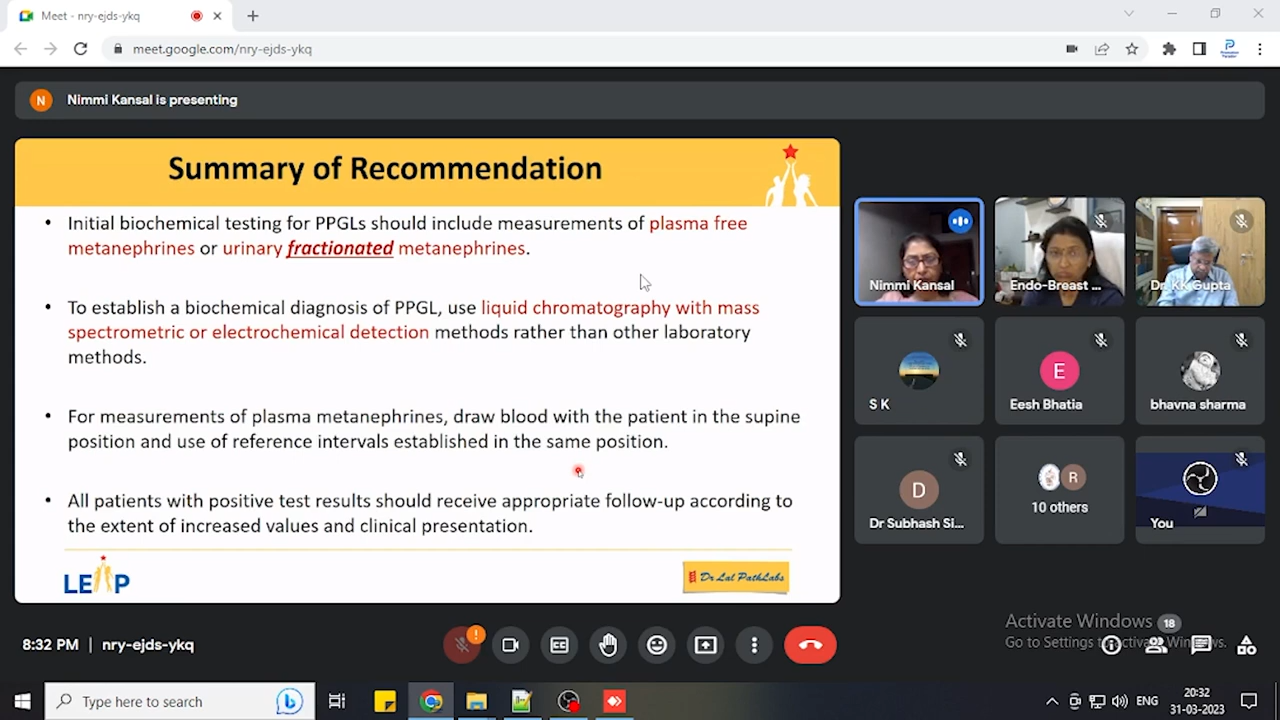 Meet - nry-ejds-ykq
meet.google.com/nry-ejds-ykq
N
Nimmi Kansal is presenting
Summary of Recommendation
• Initial biochemical testing for PPGLs should include measurements of plasma free
metanephrines or urinary fractionated metanephrines.
• To establish a biochemical diagnosis of PPGL, use liquid chromatography with mass
spectrometric or electrochemical detection methods rather than other laboratory
methods.
• For measurements of plasma metanephrines, draw blood with the patient in the supine
position and use of reference intervals established in the same position.
• All patients with positive test results should receive appropriate follow-up according to
the extent of increased values and clinical presentation.
LEAP
Dr Lal PathLabs
Nimmi Kansal
Endo-Breast ...
Dr. KK Gupta
S K
E
Eesh Bhatia
bhavna sharma
D
Dr Subhash Si...
R
10 others
You
8:32 PM | nry-ejds-ykq
Activate Windows
Go to Settings to activate Windows.
18
Type here to search
ENG
20:32
31-03-2023